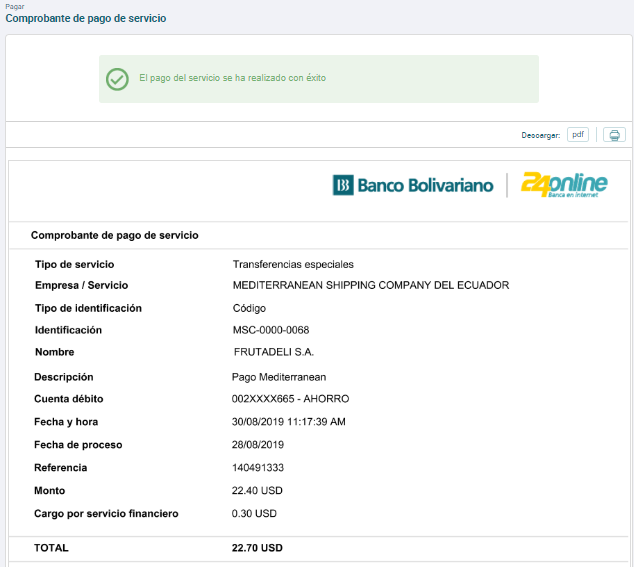 Pagar
Comprobante de pago de servicio
El pago del servicio se ha realizado con éxito
Descargar: pdf
Banco Bolivariano 24online
Banca en Internet
Comprobante de pago de servicio
Tipo de servicio Transferencias especiales
Empresa / Servicio MEDITERRANEAN SHIPPING COMPANY DEL ECUADOR
Tipo de identificación Código
Identificación MSC-0000-0068
Nombre FRUTADELI S.A.
Descripción Pago Mediterranean
Cuenta débito 002XXXX665 - AHORRO
Fecha y hora 30/08/2019 11:17:39 AM
Fecha de proceso 28/08/2019
Referencia 140491333
Monto 22.40 USD
Cargo por servicio financiero 0.30 USD
TOTAL 22.70 USD